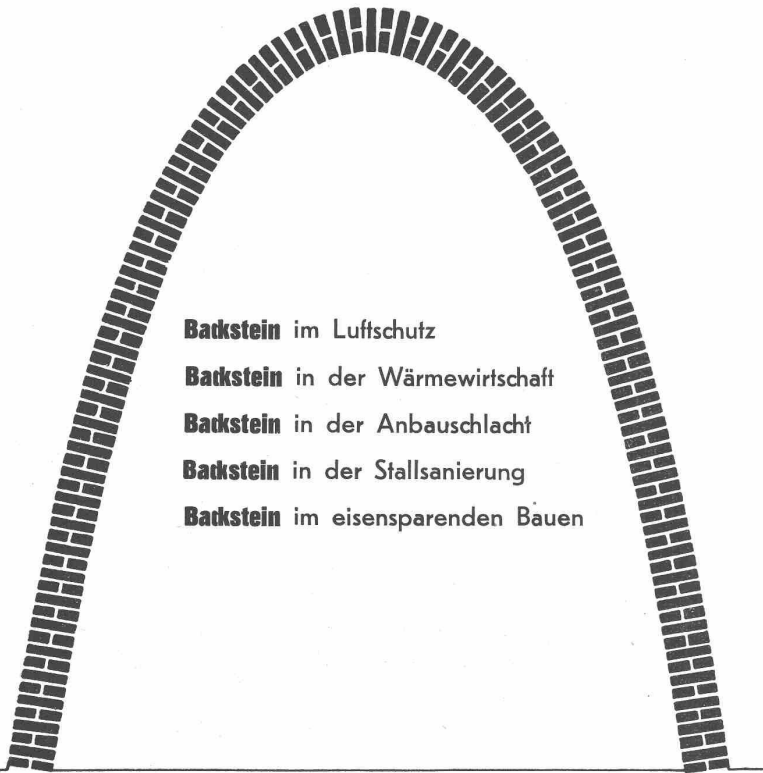 Backstein im Luftschutz
Backstein in der Wärmewirtschaft
Backstein in der Anbauschlacht
Backstein in der Stallsanierung
Backstein im eisensparenden Bauen